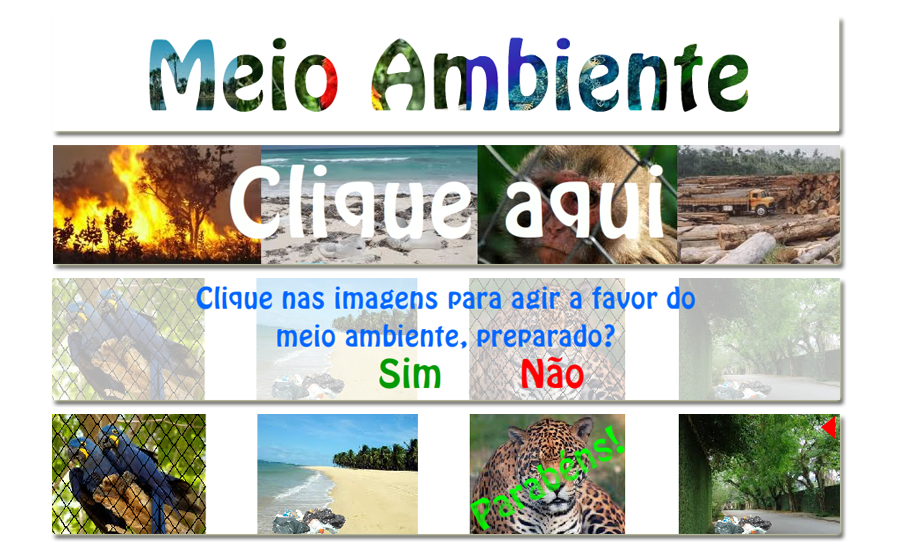 Meio Ambiente
Clique aqui
Clique nas imagens para agir a favor do
meio ambiente, preparado?
Sim Não
Parabéns!